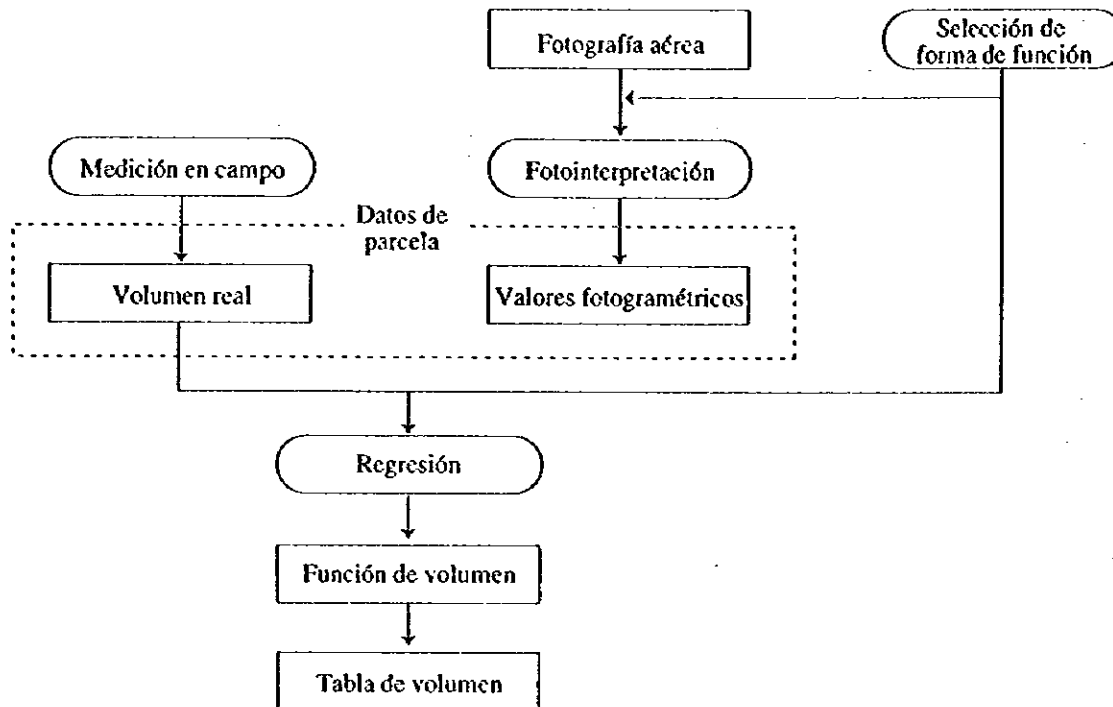 Fotografía aérea
Selección de
forma de función
Medición en campo
Fotointerpretación
Datos de
parcela
Volumen real
Valores fotogramétricos
Regresión
Función de volumen
Tabla de volumen